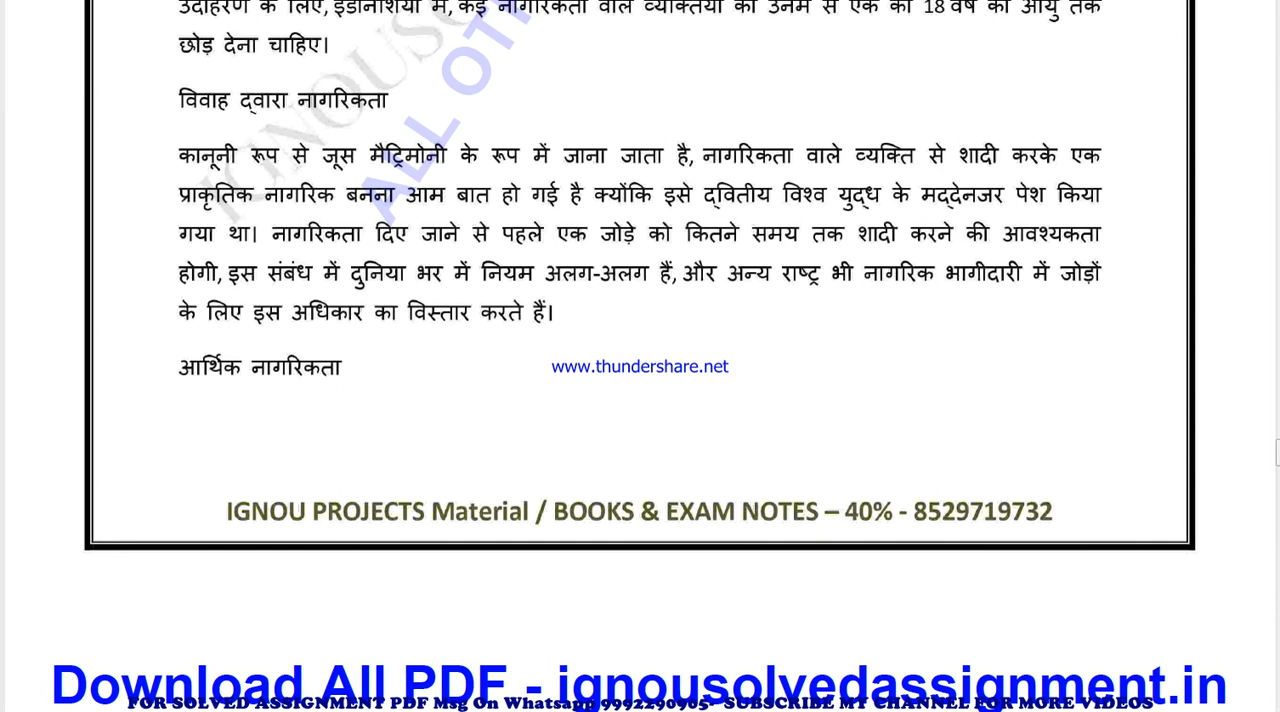 उदाहरण के लिए, इंडोनेशिया में, कई नागरिकता वाले व्यक्तियों को उनमें से एक को 18 वर्ष की आयु तक
छोड़ देना चाहिए।
विवाह द्वारा नागरिकता
कानूनी रूप से जूस मैट्रिमोनी के रूप में जाना जाता है, नागरिकता वाले व्यक्ति से शादी करके एक
प्राकृतिक नागरिक बनना आम बात हो गई है क्योंकि इसे द्वितीय विश्व युद्ध के मद्देनजर पेश किया
गया था। नागरिकता दिए जाने से पहले एक जोड़े को कितने समय तक शादी करने की आवश्यकता
होगी, इस संबंध में दुनिया भर में नियम अलग-अलग हैं, और अन्य राष्ट्र भी नागरिक भागीदारी में जोड़ों
के लिए इस अधिकार का विस्तार करते हैं।
आर्थिक नागरिकता www.thundershare.net
ALL OTH
IGNOU PROJECTS Material / BOOKS & EXAM NOTES – 40% - 8529719732
Download All PDF - ignousolvedassignment.in
FOR SOLVED ASSIGNMENT PDF Msg On Whatsapp 9992290905- SUBSCRIBE MY CHANNEL FOR MORE VIDEOS